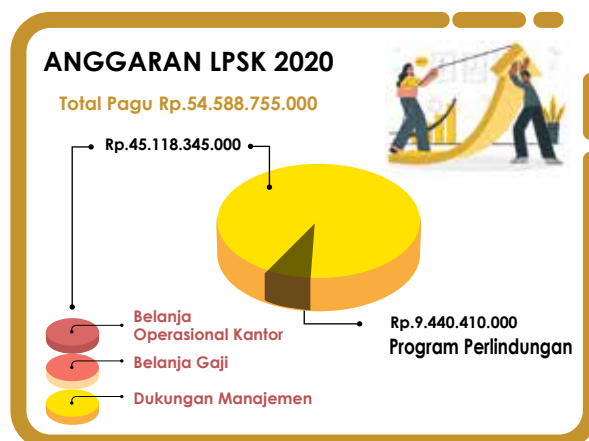 ANGGARAN LPSK 2020
Total Pagu Rp.54.588.755.000
Rp.45.118.345.000
Rp.9.440.410.000
Program Perlindungan
Belanja
Operasional Kantor
Belanja Gaji
Dukungan Manajemen